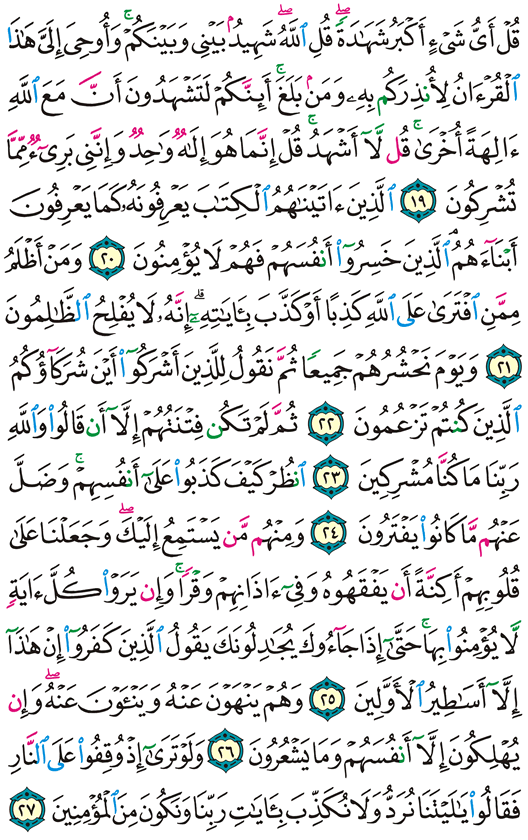 قُلۡ أَيُّ شَيۡءٍ أَكۡبَرُ شَهَٰدَةٗۖ قُلِ ٱللَّهُۖ شَهِيدُۢ بَيۡنِي وَبَيۡنَكُمۡۚ وَأُوحِيَ إِلَيَّ هَٰذَا
ٱلۡقُرۡءَانُ لِأُنذِرَكُم بِهِۦ وَمَنۢ بَلَغَۚ أَئِنَّكُمۡ لَتَشۡهَدُونَ أَنَّ مَعَ ٱللَّهِ
ءَالِهَةً أُخۡرَىٰۚ قُل لَّآ أَشۡهَدُۚ قُلۡ إِنَّمَا هُوَ إِلَٰهٞ وَٰحِدٞ وَإِنَّنِي بَرِيٓءٞ مِّمَّا
تُشۡرِكُونَ ١٩ ٱلَّذِينَ ءَاتَيۡنَٰهُمُ ٱلۡكِتَٰبَ يَعۡرِفُونَهُۥ كَمَا يَعۡرِفُونَ
أَبۡنَآءَهُمُۘ ٱلَّذِينَ خَسِرُوٓاْ أَنفُسَهُمۡ فَهُمۡ لَا يُؤۡمِنُونَ ٢٠ وَمَنۡ أَظۡلَمُ
مِمَّنِ ٱفۡتَرَىٰ عَلَى ٱللَّهِ كَذِبًا أَوۡ كَذَّبَ بِـَٔايَٰتِهِۦٓۚ إِنَّهُۥ لَا يُفۡلِحُ ٱلظَّٰلِمُونَ
٢١ وَيَوۡمَ نَحۡشُرُهُمۡ جَمِيعٗا ثُمَّ نَقُولُ لِلَّذِينَ أَشۡرَكُوٓاْ أَيۡنَ شُرَكَآؤُكُمُ
ٱلَّذِينَ كُنتُمۡ تَزۡعُمُونَ ٢٢ ثُمَّ لَمۡ تَكُن فِتۡنَتُهُمۡ إِلَّآ أَن قَالُواْ وَٱللَّهِ
رَبِّنَا مَا كُنَّا مُشۡرِكِينَ ٢٣ ٱنظُرۡ كَيۡفَ كَذَبُواْ عَلَىٰٓ أَنفُسِهِمۡۚ وَضَلَّ
عَنۡهُم مَّا كَانُواْ يَفۡتَرُونَ ٢٤ وَمِنۡهُم مَّن يَسۡتَمِعُ إِلَيۡكَۖ وَجَعَلۡنَا عَلَىٰ
قُلُوبِهِمۡ أَكِنَّةً أَن يَفۡقَهُوهُ وَفِيٓ ءَاذَانِهِمۡ وَقۡرٗاۚ وَإِن يَرَوۡاْ كُلَّ ءَايَةٖ
لَّا يُؤۡمِنُواْ بِهَاۚ حَتَّىٰٓ إِذَا جَآءُوكَ يُجَٰدِلُونَكَ يَقُولُ ٱلَّذِينَ كَفَرُوٓاْ إِنۡ هَٰذَآ
إِلَّآ أَسَٰطِيرُ ٱلۡأَوَّلِينَ ٢٥ وَهُمۡ يَنۡهَوۡنَ عَنۡهُ وَيَنۡـَٔوۡنَ عَنۡهُۖ وَإِن
يُهۡلِكُونَ إِلَّآ أَنفُسَهُمۡ وَمَا يَشۡعُرُونَ ٢٦ وَلَوۡ تَرَىٰٓ إِذۡ وُقِفُواْ عَلَى ٱلنَّارِ
فَقَالُواْ يَٰلَيۡتَنَا نُرَدُّ وَلَا نُكَذِّبَ بِـَٔايَٰتِ رَبِّنَا وَنَكُونَ مِنَ ٱلۡمُؤۡمِنِينَ ٢٧